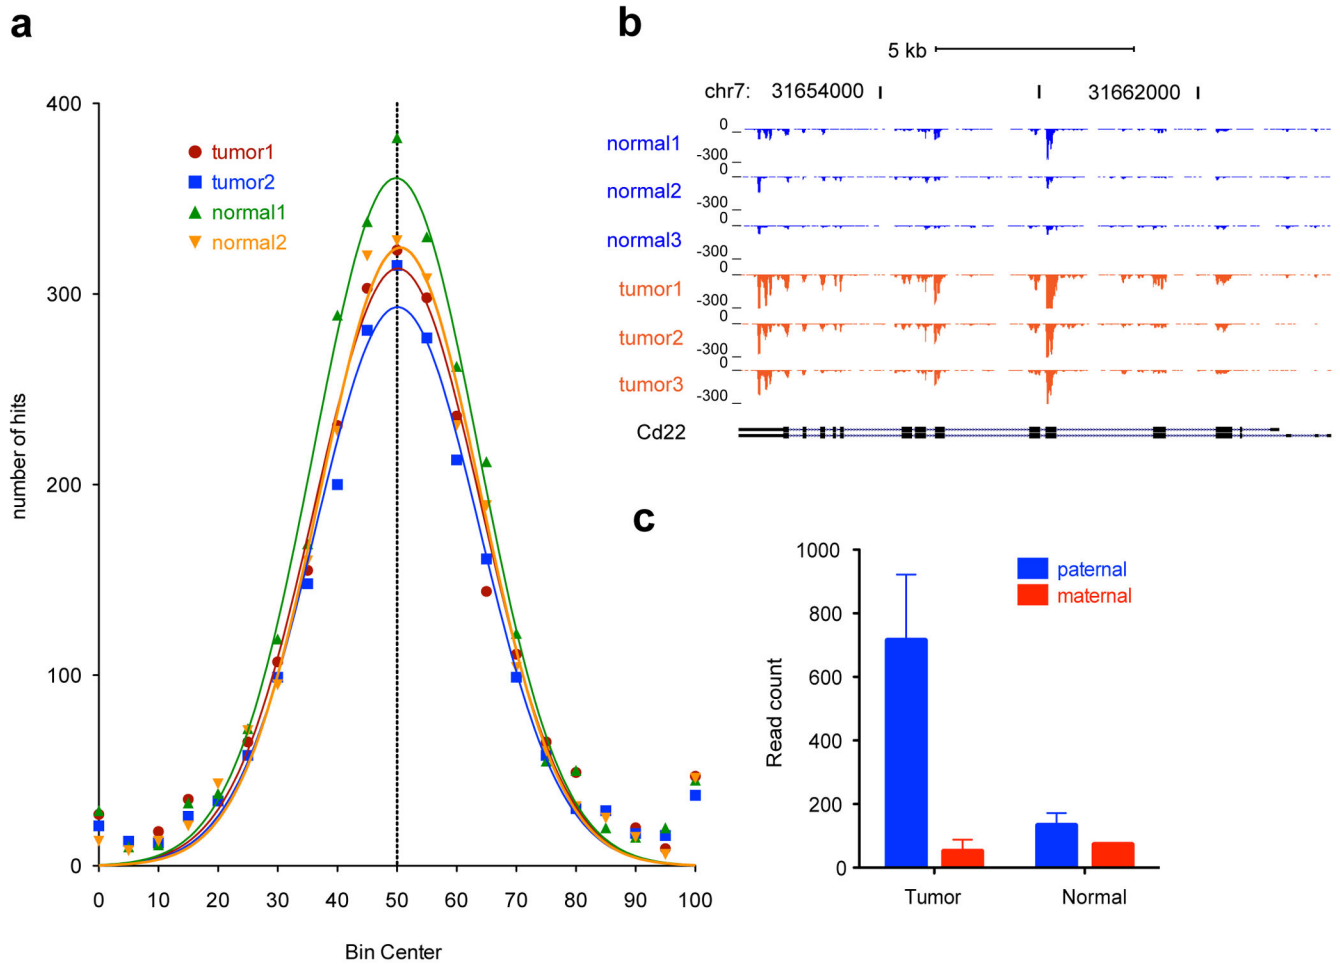 a
400
300
200
100
0
number of hits
tumor1
tumor2
normal1
normal2
0 10 20 30 40 50 60 70 80 90 100
Bin Center
b
5 kb
chr7: 31654000 31662000
0
normal1
-300
0
normal2
-300
0
normal3
-300
tumor1
-300
0
tumor2
-300
0
tumor3
-300
Cd22
c
1000
800
600
400
200
0
Read count
paternal
maternal
Tumor Normal